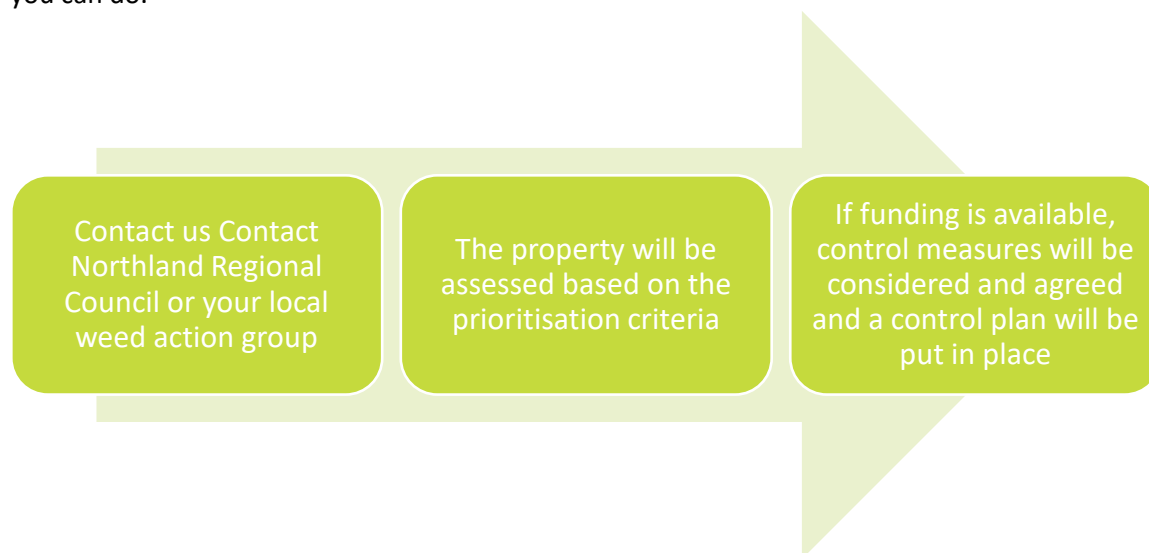 you can do.
Contact us Contact
Northland Regional
Council or your local
weed action group
The property will be
assessed based on the
prioritisation criteria
If funding is available,
control measures will be
considered and agreed
and a control plan will be
put in place